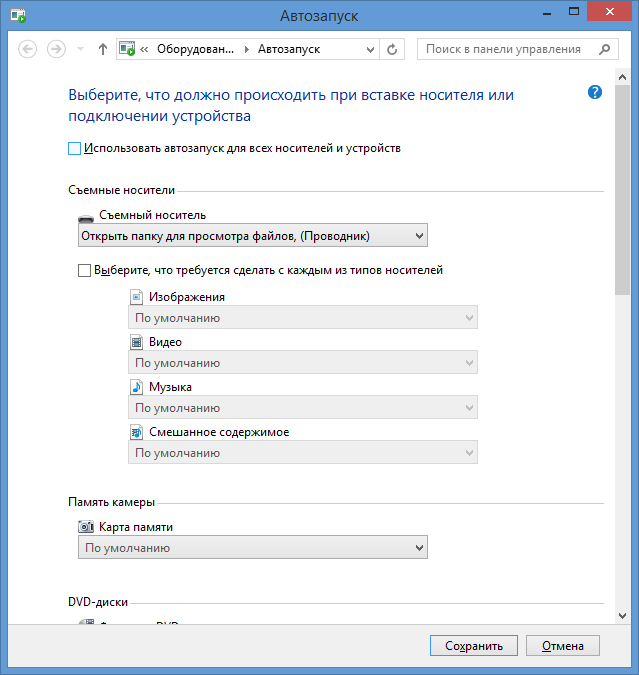 Автозапуск
« Оборудован... Автозапуск
Поиск в панели управления
Выберите, что должно происходить при вставке носителя или
подключении устройства
Использовать автозапуск для всех носителей и устройств
Съемные носители
Съемный носитель
Открыть папку для просмотра файлов, (Проводник)
Выберите, что требуется сделать с каждым из типов носителей
Изображения
По умолчанию
Видео
По умолчанию
Музыка
По умолчанию
Смешанное содержимое
По умолчанию
Память камеры
Карта памяти
По умолчанию
DVD-диски
Сохранить
Отмена